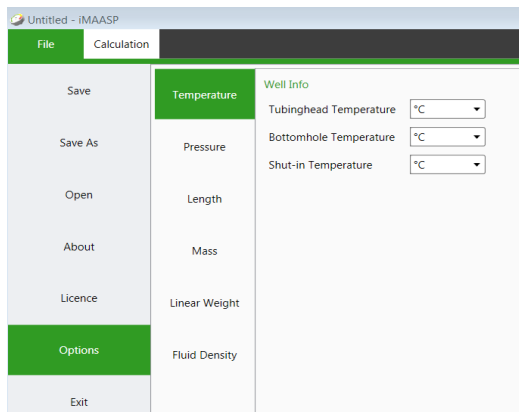 Untitled - iMAASP
File
Calculation
Save
Save As
Open
About
Licence
Options
Exit
Temperature
Pressure
Length
Mass
Linear Weight
Fluid Density
Well Info
Tubinghead Temperature °C
Bottomhole Temperature °C
Shut-in Temperature °C